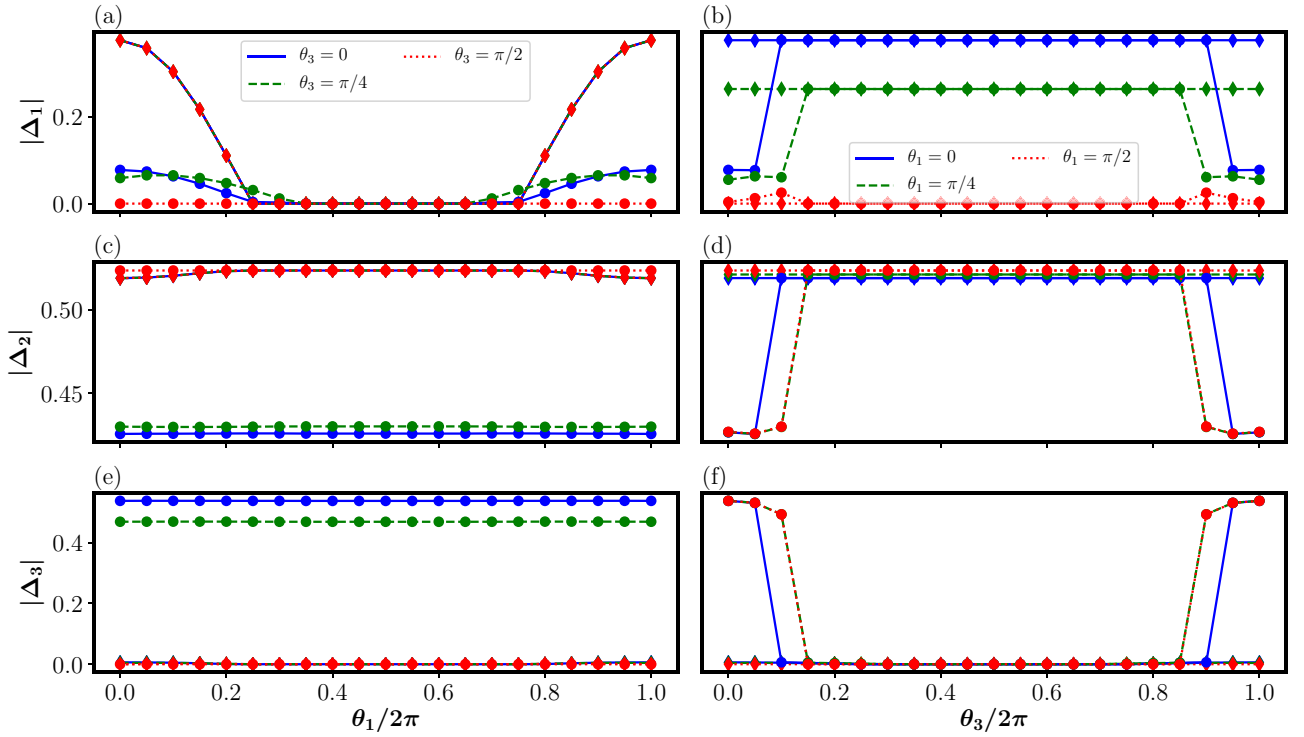 (a)
(b)
θ₃ = 0
θ₃ = π/2
θ₃ = π/4
|Δ₁|
0.2
0.0
θ₁ = 0
θ₁ = π/2
θ₁ = π/4
(c)
(d)
|Δ₂|
0.50
0.45
(e)
(f)
|Δ₃|
0.4
0.2
0.0
0.0 0.2 0.4 0.6 0.8 1.0
0.0 0.2 0.4 0.6 0.8 1.0
θ₁/2π
θ₃/2π